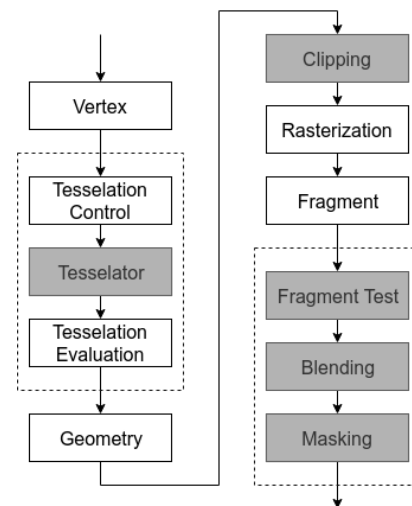 Vertex
Tesselation
Control
Tesselator
Tesselation
Evaluation
Geometry
Clipping
Rasterization
Fragment
Fragment Test
Blending
Masking